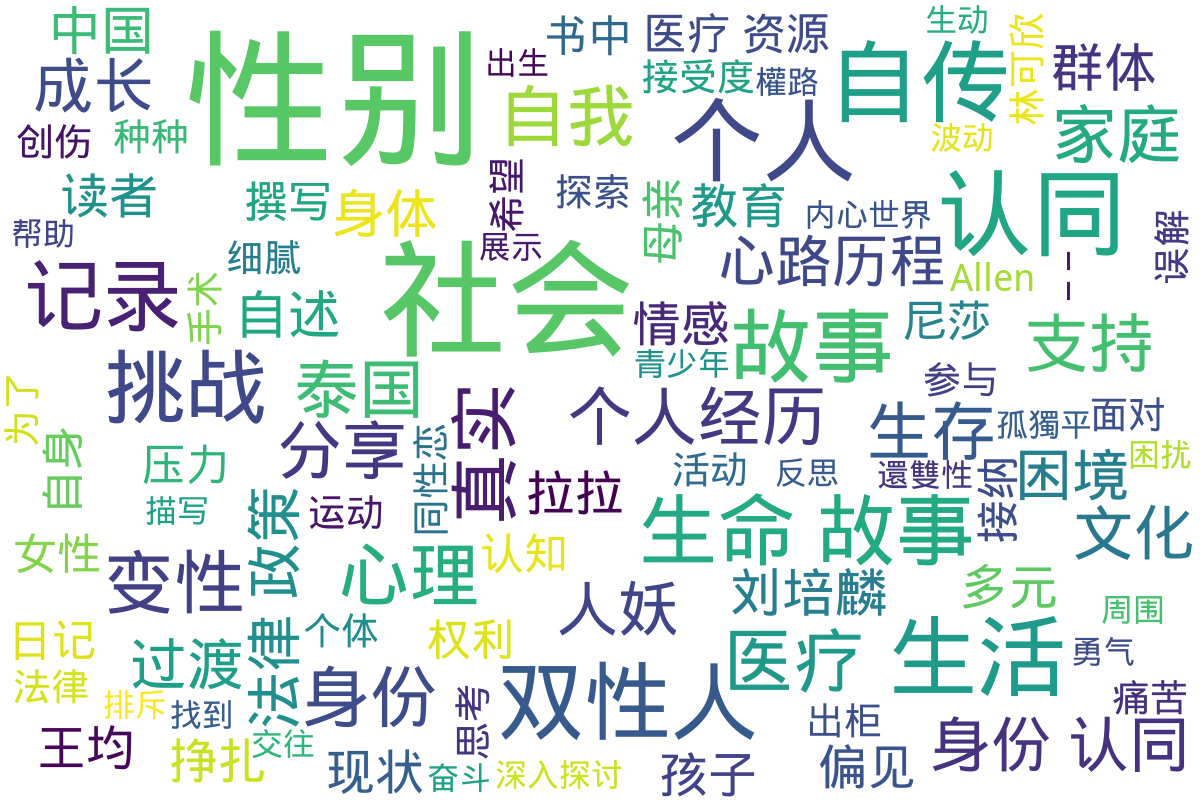 中国
书中
医疗 资源
生动
林可欣
成长
性别
出生
接受度
權路
自传
群体
创伤
种种
自我
个人
波动
家庭
读者
撰写
身体
希望
探索
母亲
教育
内心世界
认同
误解
帮助
细腻
展示
心路历程
Allen
--
记录
手术
自述
社会
情感
故事
尼莎
支持
青少年
挑战
泰国
真实
个人经历
参与
生存
孤獨平
面对
为了
自身
压力
分享
同性恋
拉拉
活动
反思
還雙性
接纳
困境
困扰
描写
政策
运动
生命 故事
文化
女性
变性
心理
认知
刘培麟
多元
周围
日记
过渡
法律
个体
权利
人妖
医疗
生活
勇气
法律
排斥
找到
身份
思考
双性人
出柜
痛苦
王均
挣扎
交往
现状
奋斗
深入探讨
孩子
偏见
身份 认同